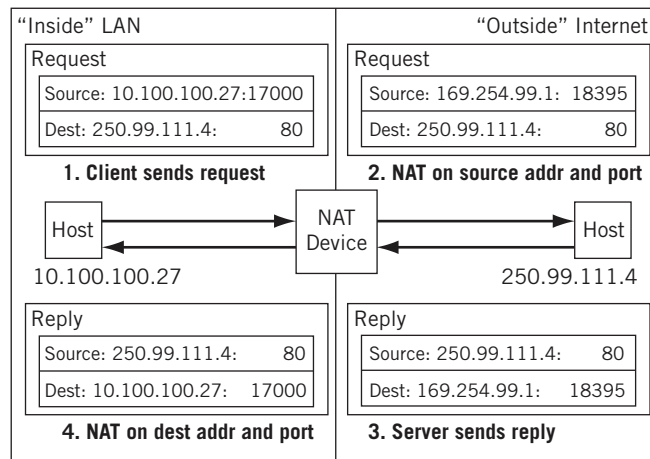 “Inside” LAN
“Outside” Internet
Request
Source: 10.100.100.27:17000
Dest: 250.99.111.4: 80
1. Client sends request
Request
Source: 169.254.99.1: 18395
Dest: 250.99.111.4: 80
2. NAT on source addr and port
Host
10.100.100.27
NAT
Device
Host
250.99.111.4
Reply
Source: 250.99.111.4: 80
Dest: 10.100.100.27: 17000
4. NAT on dest addr and port
Reply
Source: 250.99.111.4: 80
Dest: 169.254.99.1: 18395
3. Server sends reply